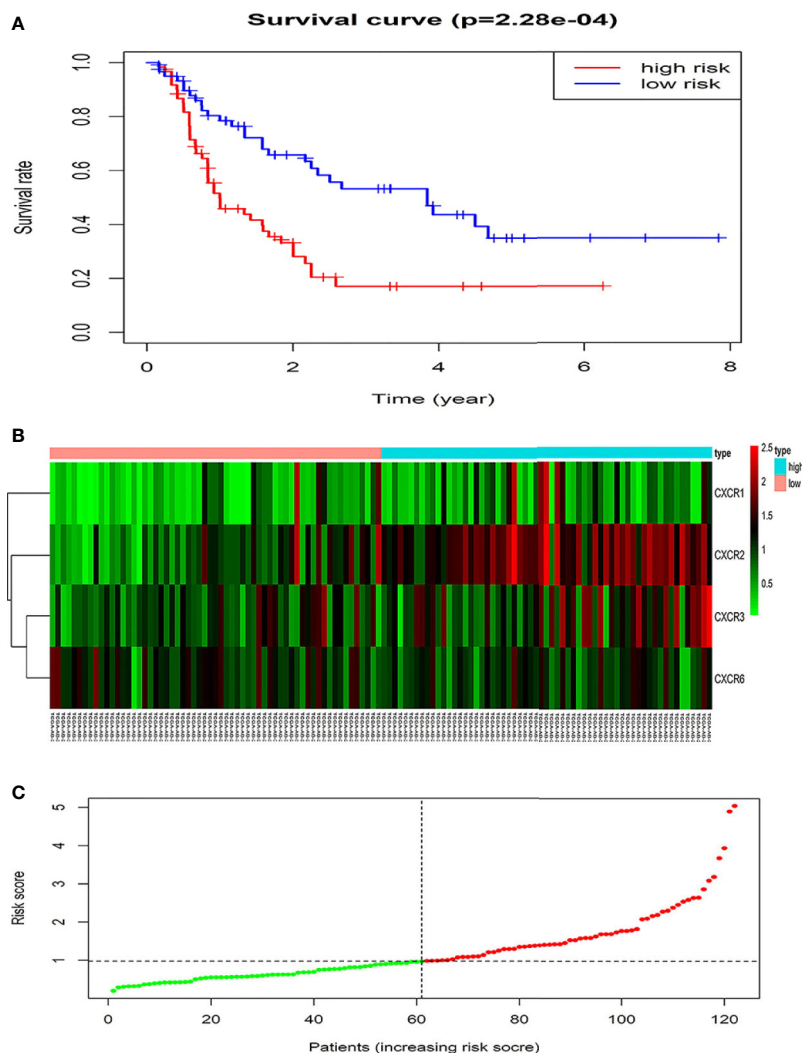 A
Survival curve (p=2.28e-04)
high risk
low risk
Survival rate
1.0
0.8
0.6
0.4
0.2
0.0
0
2
4
6
8
Time (year)
B
type
CXCR1
CXCR2
CXCR3
CXCR6
2.5
2
1.5
1
0.5
type
high
low
C
Risk score
5
4
3
2
1
0
20
40
60
80
100
120
Patients (increasing risk socre)